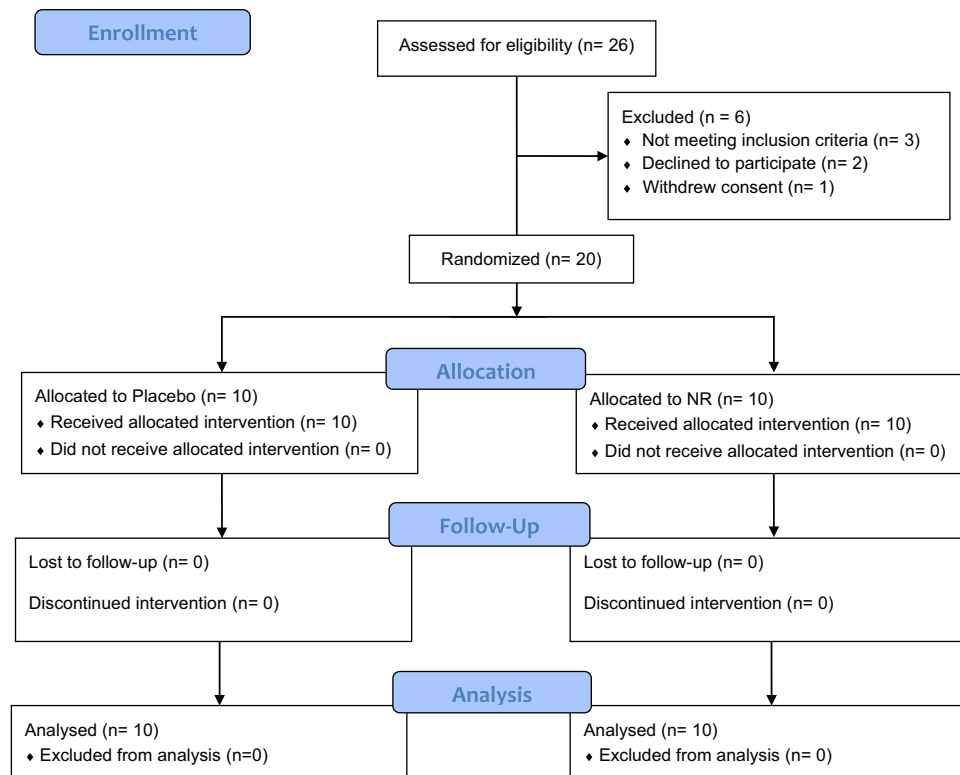 Enrollment
Assessed for eligibility (n= 26)
Excluded (n = 6)
♦ Not meeting inclusion criteria (n= 3)
♦ Declined to participate (n= 2)
♦ Withdrew consent (n= 1)
Randomized (n= 20)
Allocation
Allocated to Placebo (n= 10)
♦ Received allocated intervention (n= 10)
♦ Did not receive allocated intervention (n= 0)
Allocated to NR (n= 10)
♦ Received allocated intervention (n= 10)
♦ Did not receive allocated intervention (n= 0)
Follow-Up
Lost to follow-up (n= 0)
Discontinued intervention (n= 0)
Lost to follow-up (n= 0)
Discontinued intervention (n= 0)
Analysis
Analysed (n= 10)
♦ Excluded from analysis (n=0)
Analysed (n= 10)
♦ Excluded from analysis (n= 0)